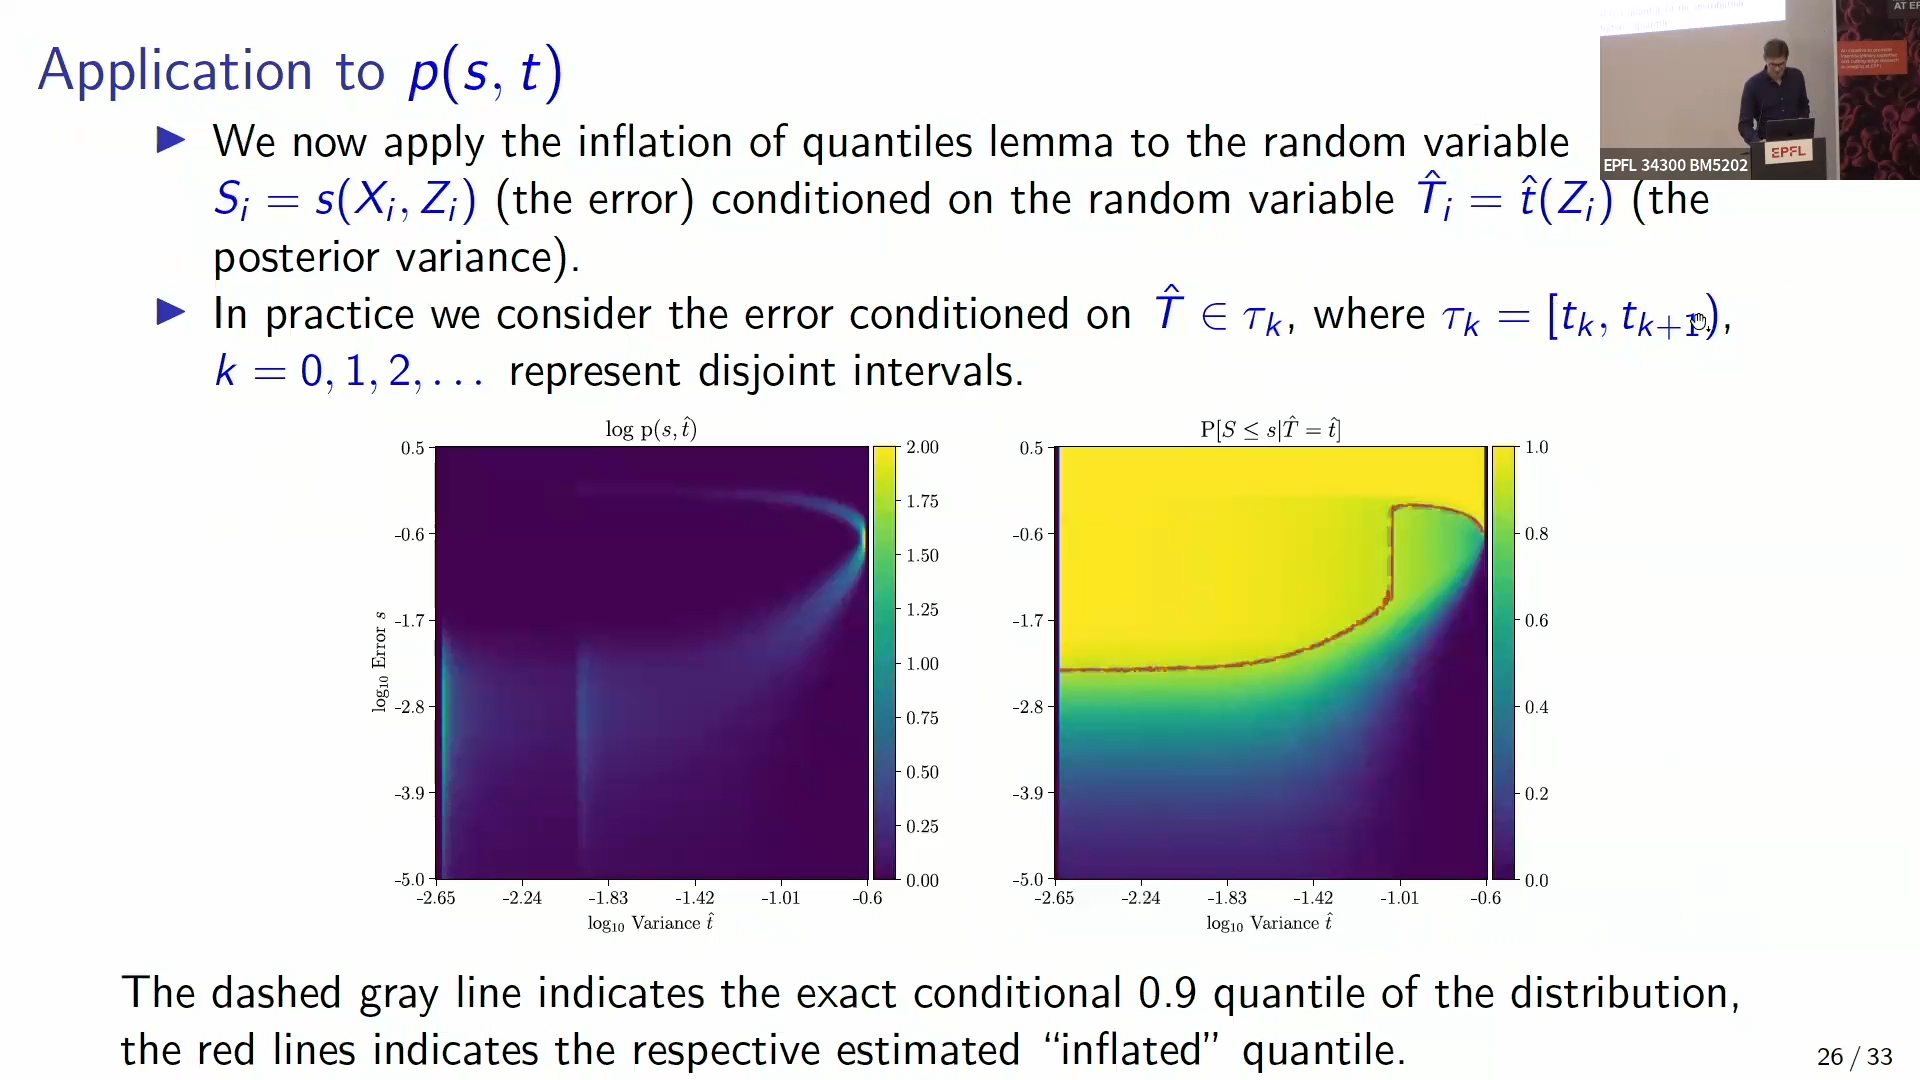 Application to p(s, t)
▶ We now apply the inflation of quantiles lemma to the random variable
S_i = s(X_i, Z_i) (the error) conditioned on the random variable T̂_i = t̂(Z_i) (the
posterior variance).
▶ In practice we consider the error conditioned on T̂ ∈ τ_k, where τ_k = [t_k, t_{k+1}),
k = 0, 1, 2, ... represent disjoint intervals.
log p(s, t̂)
0.5
-0.6
-1.7
-2.8
-3.9
-5.0
log₁₀ Error s
-2.65 -2.24 -1.83 -1.42 -1.01 -0.6
log₁₀ Variance t̂
2.00
1.75
1.50
1.25
1.00
0.75
0.50
0.25
0.00
P[S ≤ s|T̂ = t̂]
0.5
-0.6
-1.7
-2.8
-3.9
-5.0
-2.65 -2.24 -1.83 -1.42 -1.01 -0.6
log₁₀ Variance t̂
1.0
0.8
0.6
0.4
0.2
0.0
The dashed gray line indicates the exact conditional 0.9 quantile of the distribution,
the red lines indicates the respective estimated “inflated” quantile.
26 / 33
EPFL
EPFL 34300 BM5202